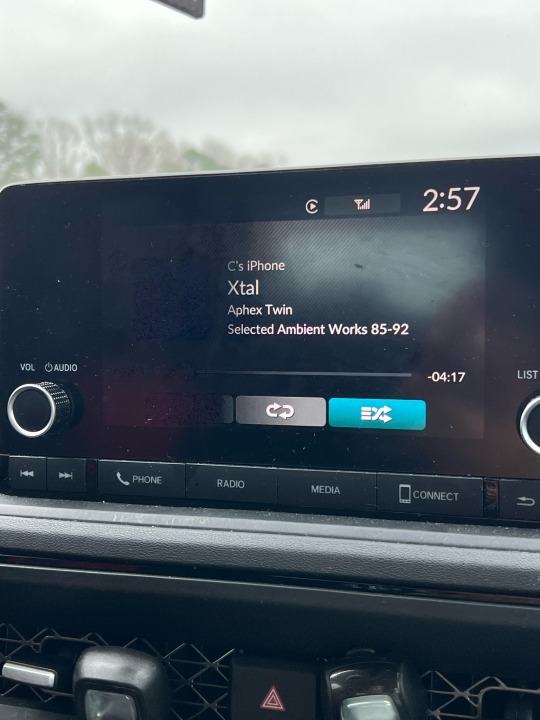 2:57
C's iPhone
Xtal
Aphex Twin
Selected Ambient Works 85-92
-04:17
VOL AUDIO
LIST
PHONE
RADIO
MEDIA
CONNECT